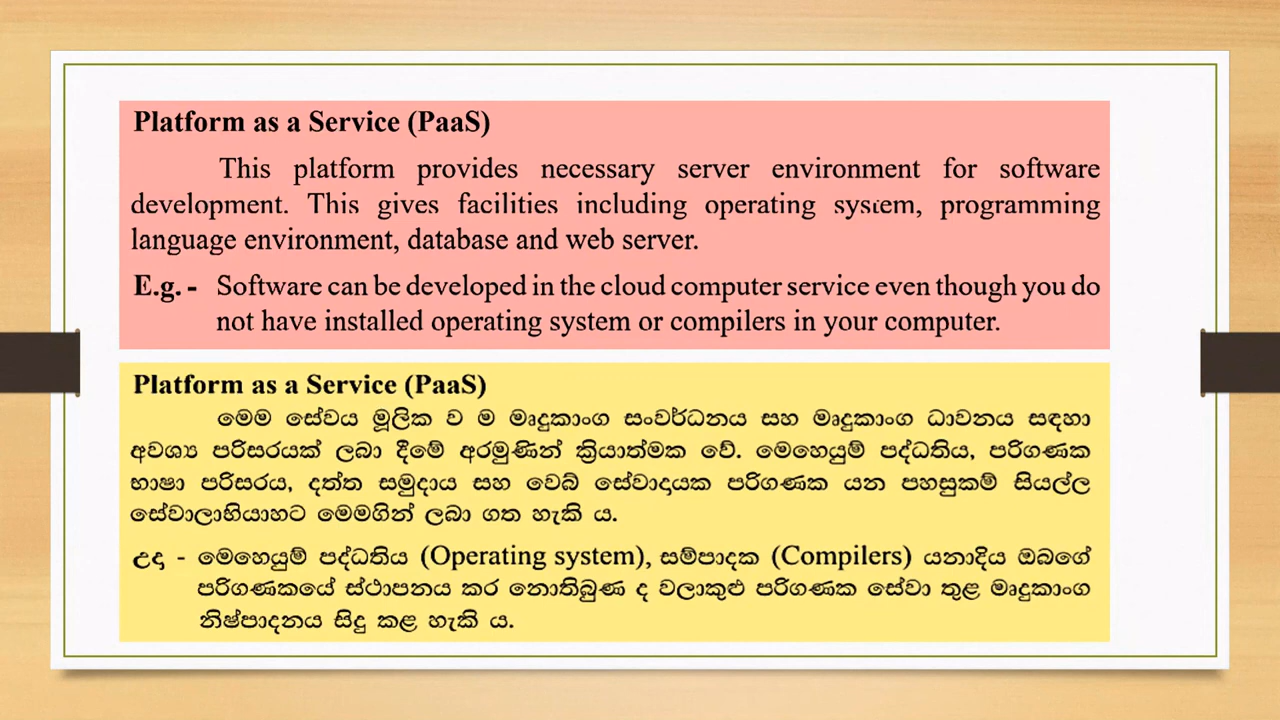 Platform as a Service (PaaS)
This platform provides necessary server environment for software
development. This gives facilities including operating system, programming
language environment, database and web server.
E.g. - Software can be developed in the cloud computer service even though you do
not have installed operating system or compilers in your computer.
Platform as a Service (PaaS)
මෙම සේවය මූලික ව ම මෘදුකාංග සංවර්ධනය සහ මෘදුකාංග ධාවනය සඳහා
අවශ්‍ය පරිසරයක් ලබා දීමේ අරමුණින් ක්‍රියාත්මක වේ. මෙහෙයුම් පද්ධතිය, පරිගණක
භාෂා පරිසරය, දත්ත සමුදාය සහ වෙබ් සේවාදායක පරිගණක යන පහසුකම් සියල්ල
සේවාලාභියාහට මෙමගින් ලබා ගත හැකි ය.
උදා - මෙහෙයුම් පද්ධතිය (Operating system), සම්පාදක (Compilers) යනාදිය ඔබගේ
පරිගණකයේ ස්ථාපනය කර නොතිබුණ ද වලාකුළු පරිගණක සේවා තුළ මෘදුකාංග
නිෂ්පාදනය සිදු කළ හැකි ය.